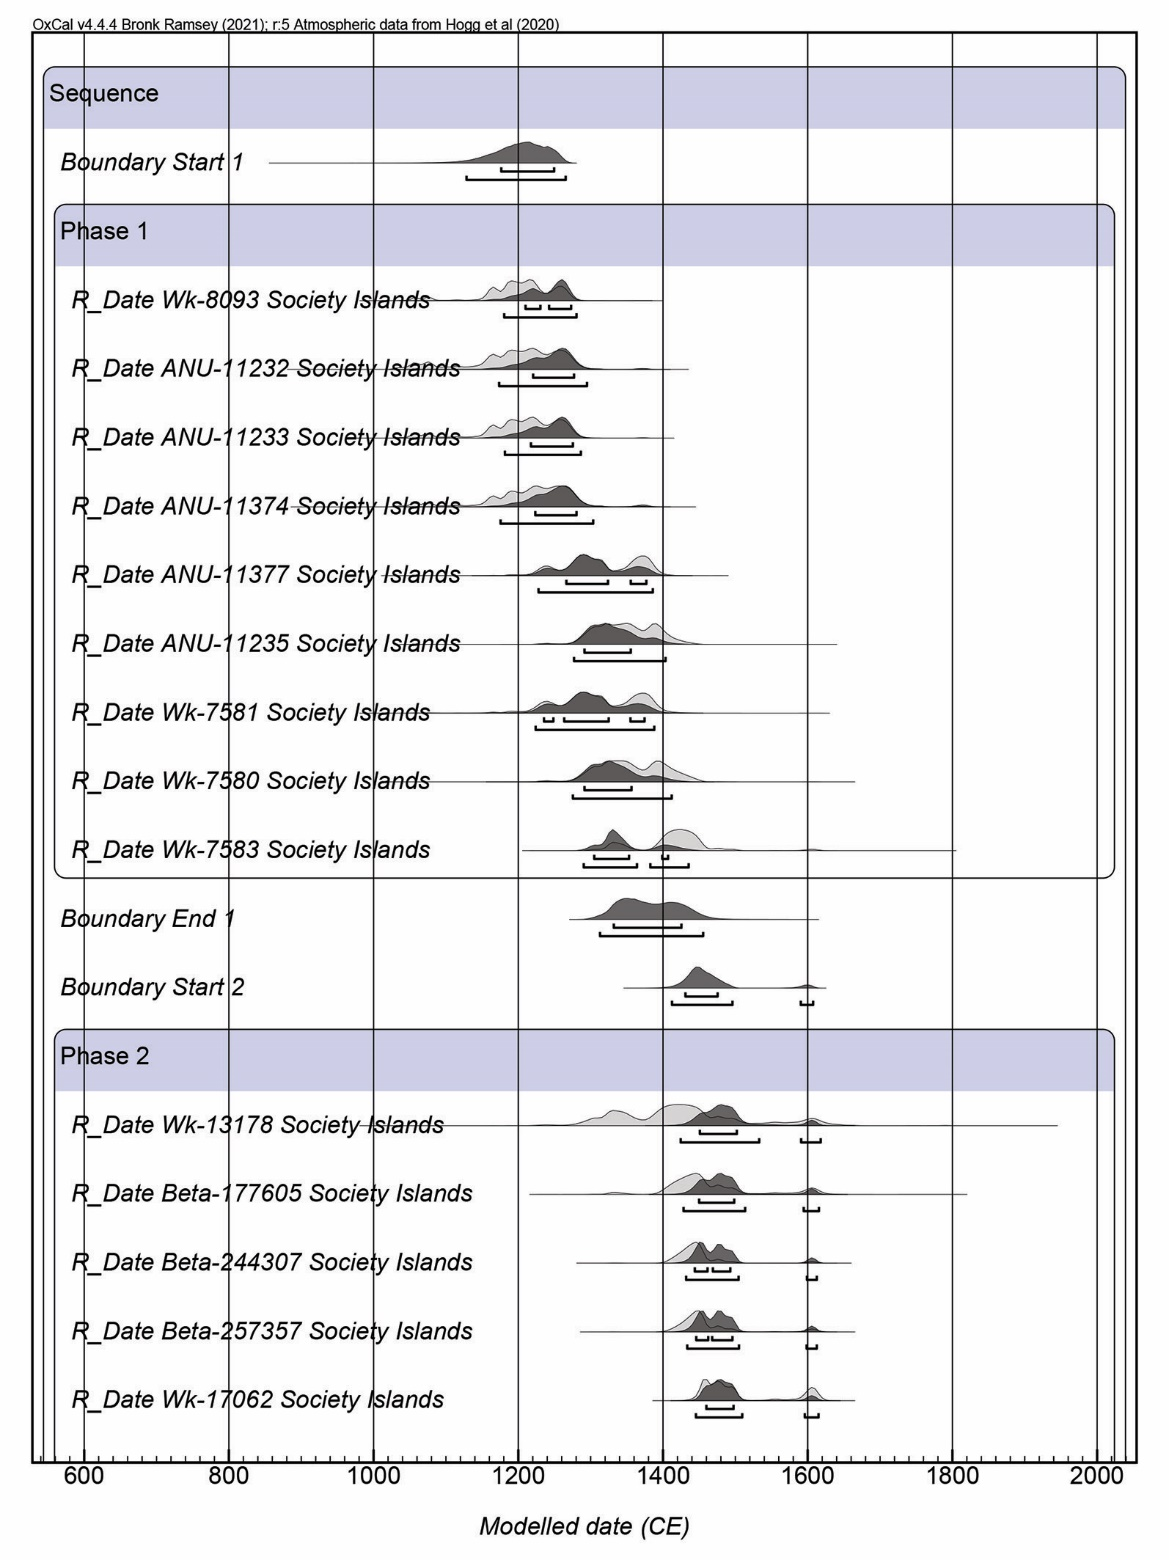 OxCal v4.4.4 Bronk Ramsey (2021); r:5 Atmospheric data from Hogg et al (2020)
Sequence
Boundary Start 1
Phase 1
R_Date Wk-8093 Society Islands
R_Date ANU-11232 Society Islands
R_Date ANU-11233 Society Islands
R_Date ANU-11374 Society Islands
R_Date ANU-11377 Society Islands
R_Date ANU-11235 Society Islands
R_Date Wk-7581 Society Islands
R_Date Wk-7580 Society Islands
R_Date Wk-7583 Society Islands
Boundary End 1
Boundary Start 2
Phase 2
R_Date Wk-13178 Society Islands
R_Date Beta-177605 Society Islands
R_Date Beta-244307 Society Islands
R_Date Beta-257357 Society Islands
R_Date Wk-17062 Society Islands
600 800 1000 1200 1400 1600 1800 2000
Modelled date (CE)